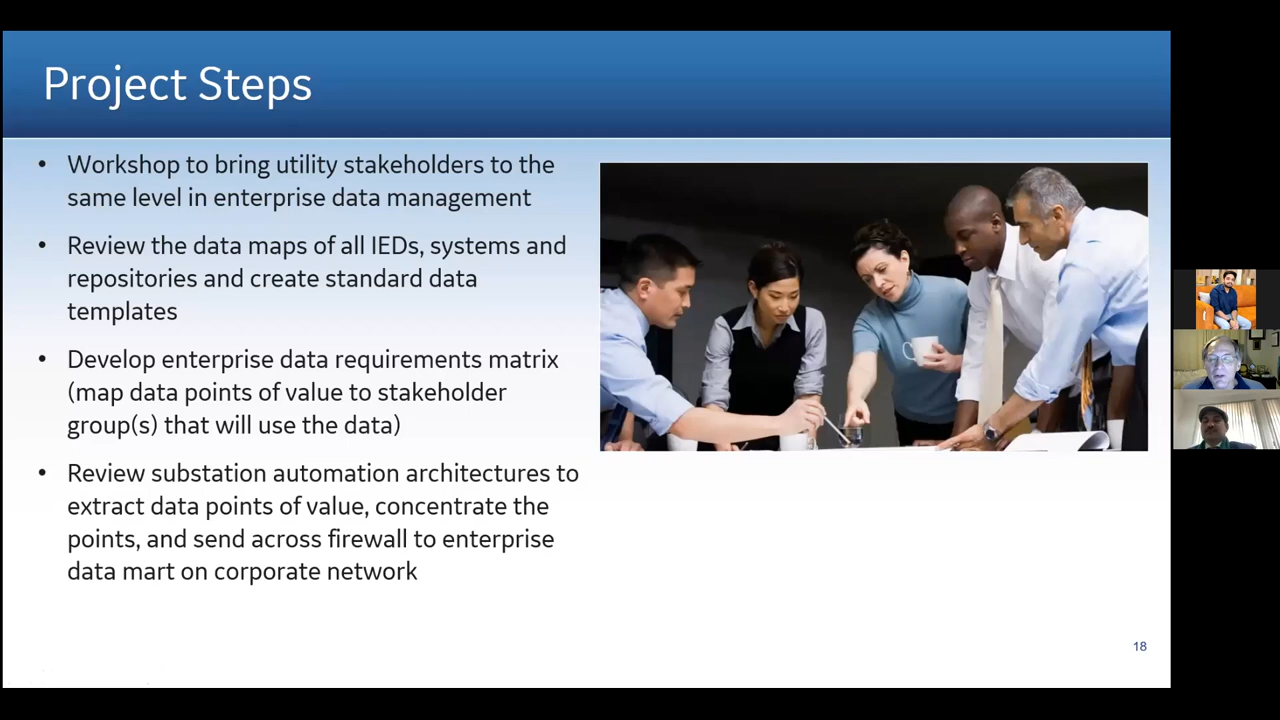 Project Steps
• Workshop to bring utility stakeholders to the
same level in enterprise data management
• Review the data maps of all IEDs, systems and
repositories and create standard data
templates
• Develop enterprise data requirements matrix
(map data points of value to stakeholder
group(s) that will use the data)
• Review substation automation architectures to
extract data points of value, concentrate the
points, and send across firewall to enterprise
data mart on corporate network
18